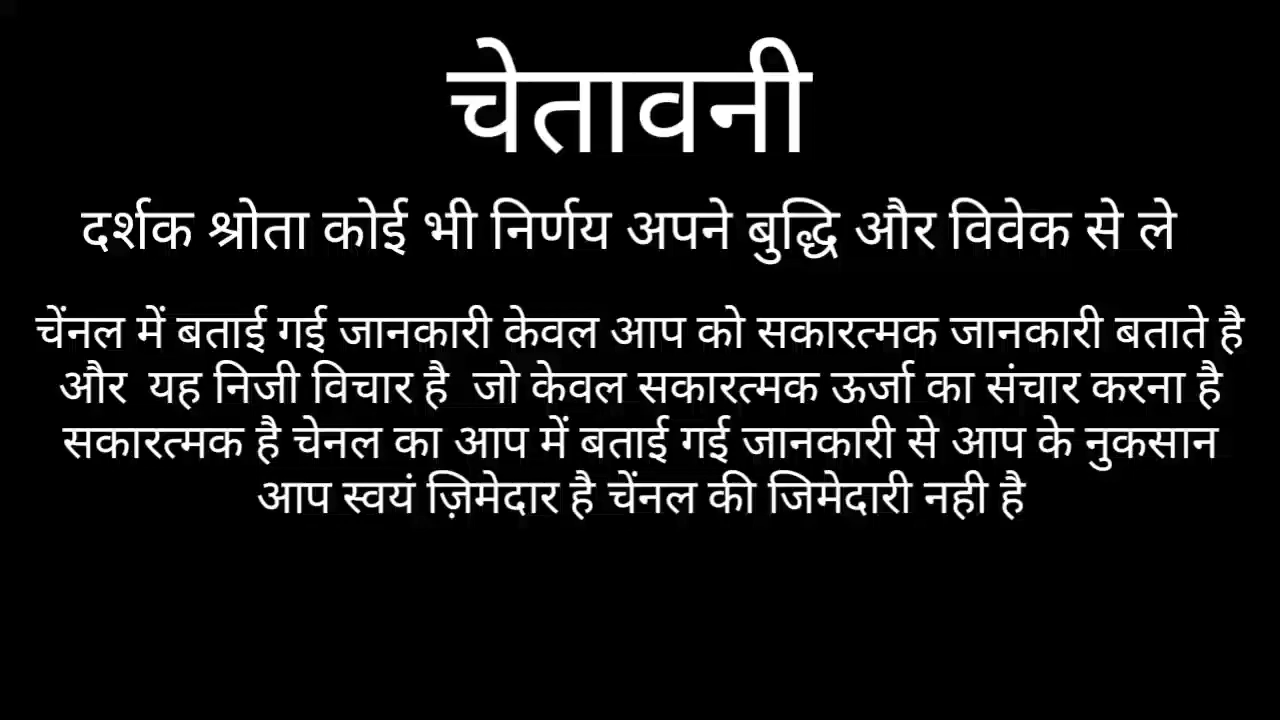 चेतावनी
दर्शक श्रोता कोई भी निर्णय अपने बुद्धि और विवेक से ले
चेंनल में बताई गई जानकारी केवल आप को सकारत्मक जानकारी बताते है
और यह निजी विचार है जो केवल सकारत्मक ऊर्जा का संचार करना है
सकारत्मक है चेनल का आप में बताई गई जानकारी से आप के नुकसान
आप स्वयं ज़िमेदार है चेंनल की जिमेदारी नही है